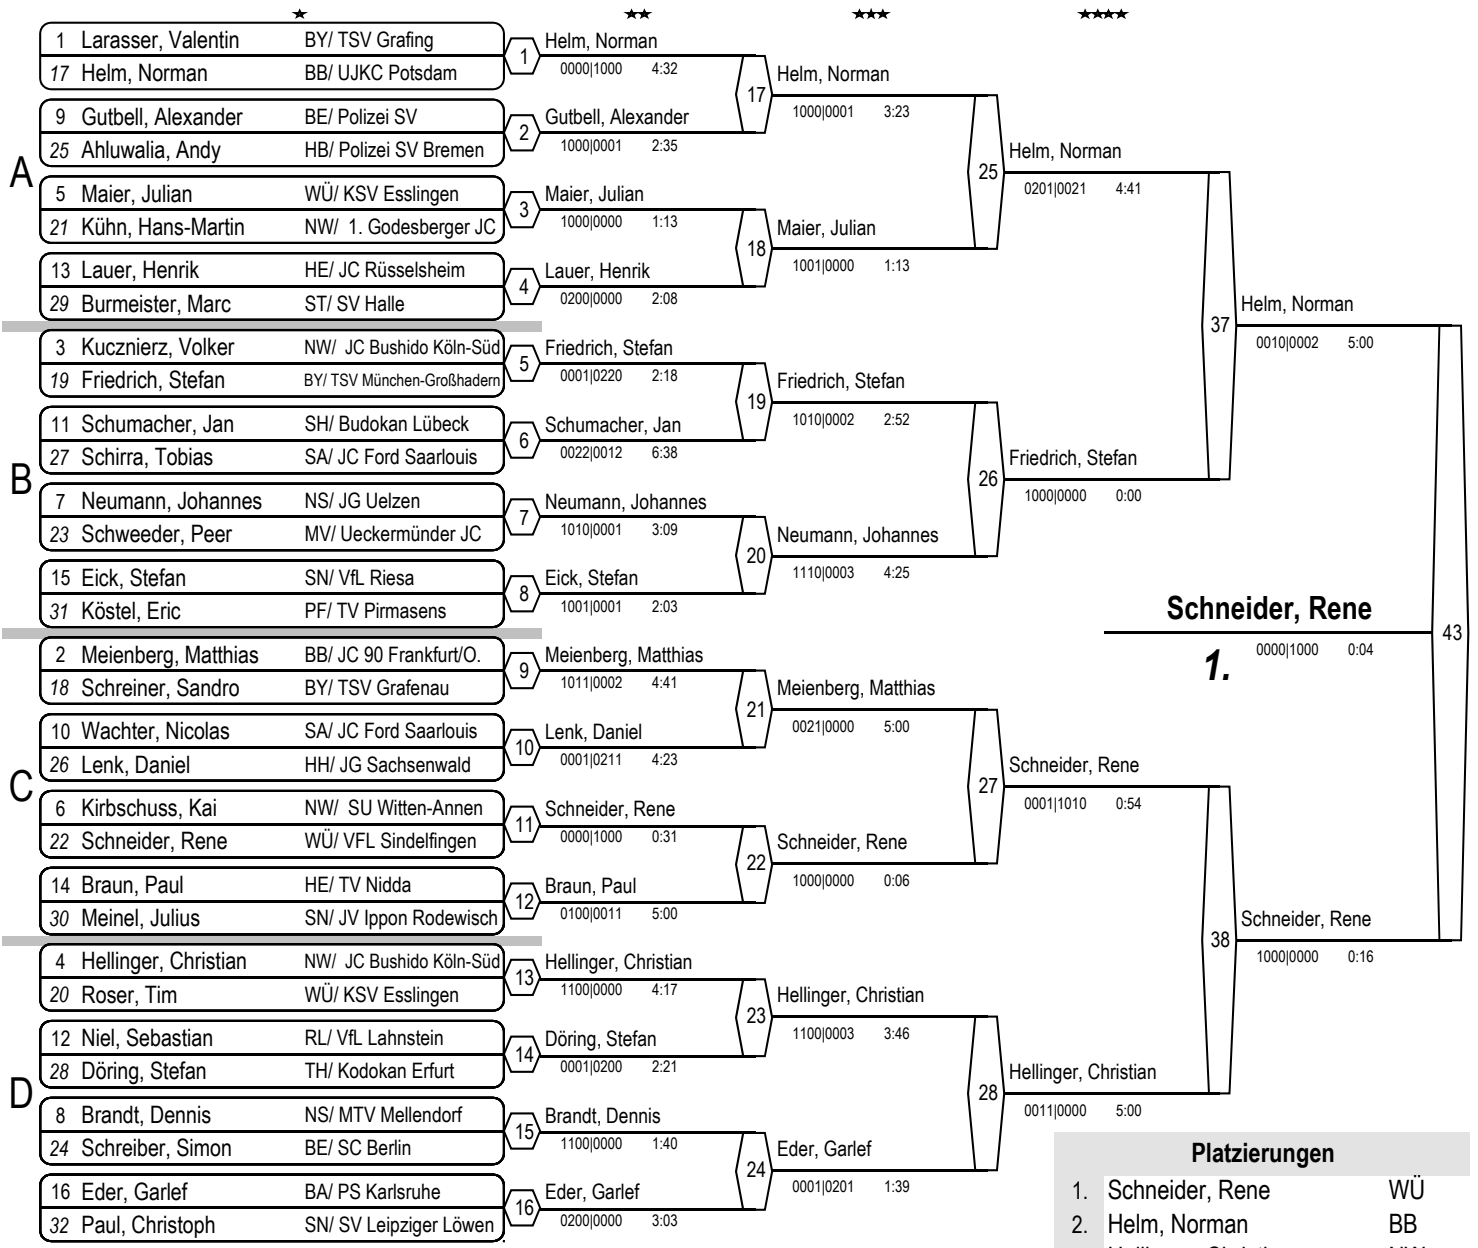 ★ ★★ ★★★ ★★★★
A
1 Larasser, Valentin BY/ TSV Grafing
17 Helm, Norman BB/ UJKC Potsdam
9 Gutbell, Alexander BE/ Polizei SV
25 Ahluwalia, Andy HB/ Polizei SV Bremen
5 Maier, Julian WÜ/ KSV Esslingen
21 Kühn, Hans-Martin NW/ 1. Godesberger JC
13 Lauer, Henrik HE/ JC Rüsselsheim
29 Burmeister, Marc ST/ SV Halle
B
3 Kucznierz, Volker NW/ JC Bushido Köln-Süd
19 Friedrich, Stefan BY/ TSV München-Großhadern
11 Schumacher, Jan SH/ Budokan Lübeck
27 Schirra, Tobias SA/ JC Ford Saarlouis
7 Neumann, Johannes NS/ JG Uelzen
23 Schweeder, Peer MV/ Ueckermünder JC
15 Eick, Stefan SN/ VfL Riesa
31 Köstel, Eric PF/ TV Pirmasens
C
2 Meienberg, Matthias BB/ JC 90 Frankfurt/O.
18 Schreiner, Sandro BY/ TSV Grafenau
10 Wachter, Nicolas SA/ JC Ford Saarlouis
26 Lenk, Daniel HH/ JG Sachsenwald
6 Kirbschuss, Kai NW/ SU Witten-Annen
22 Schneider, Rene WÜ/ VFL Sindelfingen
14 Braun, Paul HE/ TV Nidda
30 Meinel, Julius SN/ JV Ippon Rodewisch
D
4 Hellinger, Christian NW/ JC Bushido Köln-Süd
20 Roser, Tim WÜ/ KSV Esslingen
12 Niel, Sebastian RL/ VfL Lahnstein
28 Döring, Stefan TH/ Kodokan Erfurt
8 Brandt, Dennis NS/ MTV Mellendorf
24 Schreiber, Simon BE/ SC Berlin
16 Eder, Garlef BA/ PS Karlsruhe
32 Paul, Christoph SN/ SV Leipziger Löwen
1 Helm, Norman
0000|1000 4:32
2 Gutbell, Alexander
1000|0001 2:35
3 Maier, Julian
1000|0000 1:13
4 Lauer, Henrik
0200|0000 2:08
5 Friedrich, Stefan
0001|0220 2:18
6 Schumacher, Jan
0022|0012 6:38
7 Neumann, Johannes
1010|0001 3:09
8 Eick, Stefan
1001|0001 2:03
9 Meienberg, Matthias
1011|0002 4:41
10 Lenk, Daniel
0001|0211 4:23
11 Schneider, Rene
0000|1000 0:31
12 Braun, Paul
0100|0011 5:00
13 Hellinger, Christian
1100|0000 4:17
14 Döring, Stefan
0001|0200 2:21
15 Brandt, Dennis
1100|0000 1:40
16 Eder, Garlef
0200|0000 3:03
17 Helm, Norman
1000|0001 3:23
18 Maier, Julian
1001|0000 1:13
19 Friedrich, Stefan
1010|0002 2:52
20 Neumann, Johannes
1110|0003 4:25
21 Meienberg, Matthias
0021|0000 5:00
22 Schneider, Rene
1000|0000 0:06
23 Hellinger, Christian
1100|0003 3:46
24 Eder, Garlef
0001|0201 1:39
25 Helm, Norman
0201|0021 4:41
26 Friedrich, Stefan
1000|0000 0:00
27 Schneider, Rene
0001|1010 0:54
28 Hellinger, Christian
0011|0000 5:00
37 Helm, Norman
0010|0002 5:00
38 Schneider, Rene
1000|0000 0:16
43 Schneider, Rene
1. 0000|1000 0:04
Platzierungen
1. Schneider, Rene WÜ
2. Helm, Norman BB